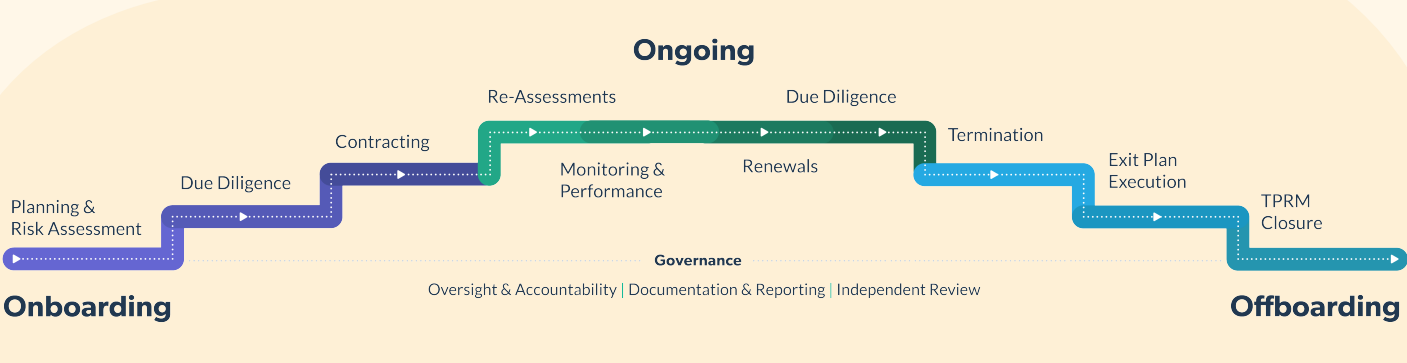 Ongoing
Re-Assessments
Due Diligence
Contracting
Termination
Monitoring &
Performance
Renewals
Exit Plan
Execution
Due Diligence
TPRM
Closure
Planning &
Risk Assessment
Governance
Oversight & Accountability | Documentation & Reporting | Independent Review
Onboarding
Offboarding